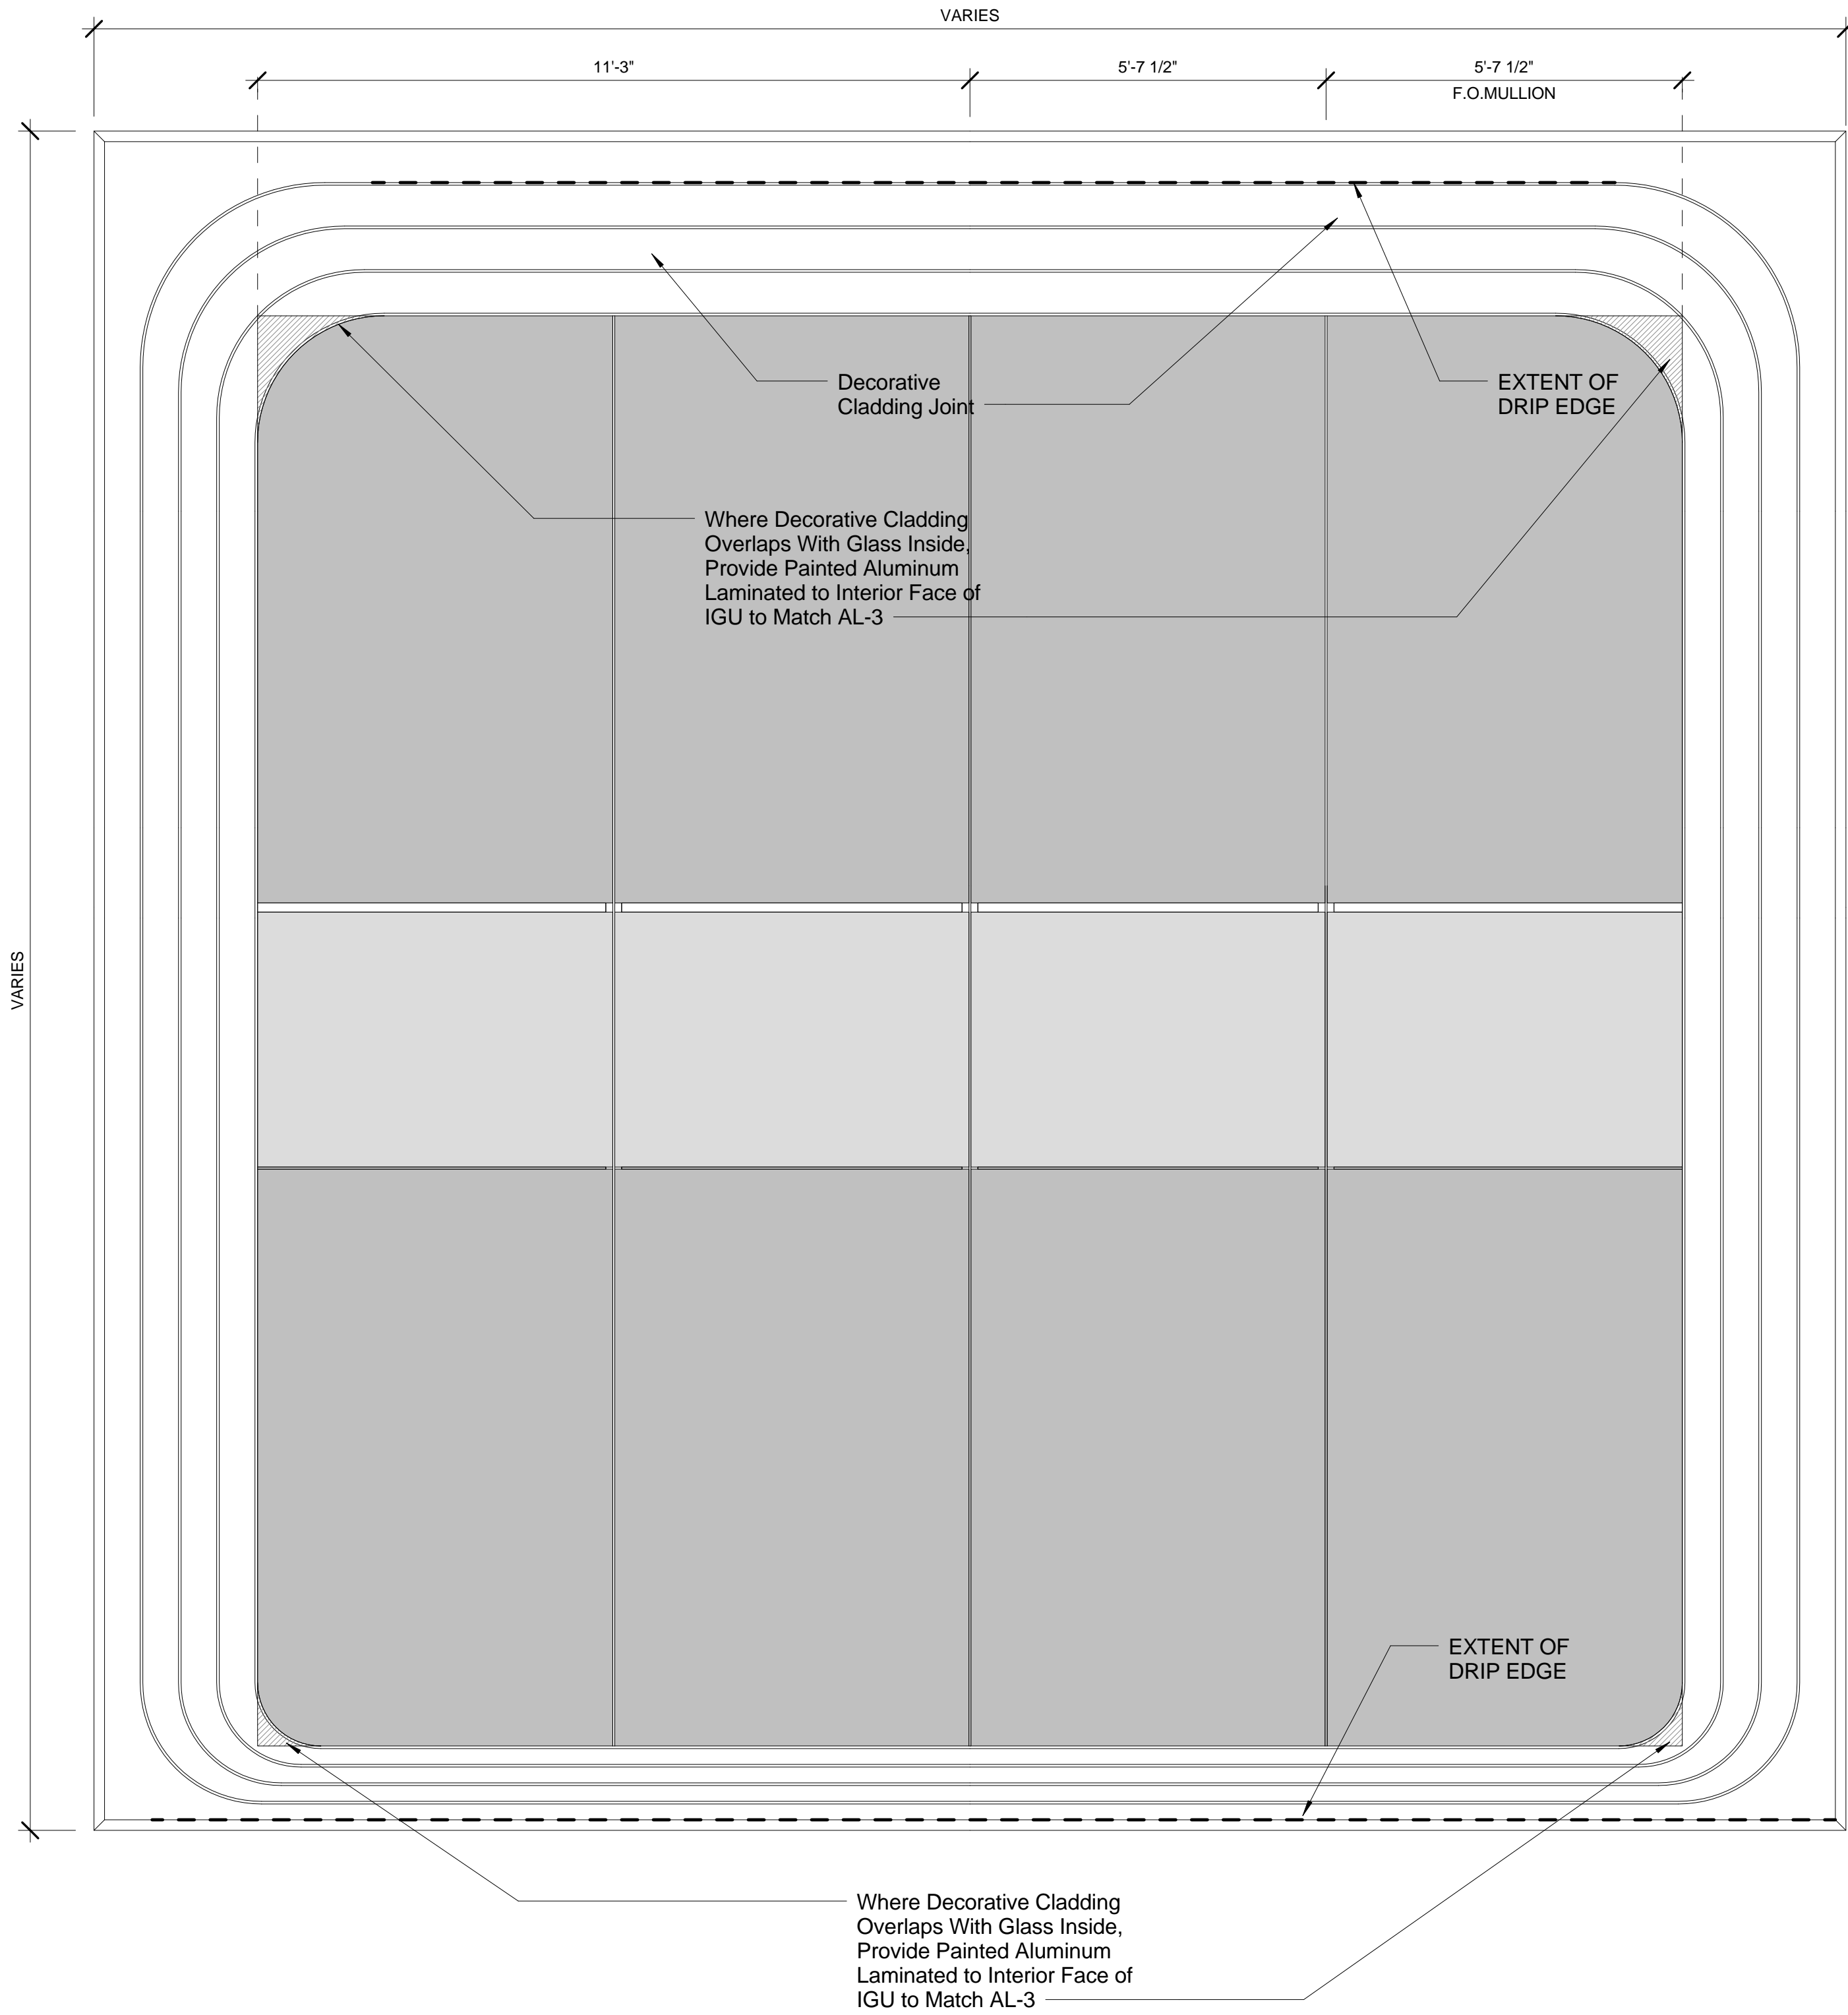 VARIES
11'-3"
5'-7 1/2"
5'-7 1/2"
F.O.MULLION
Decorative
Cladding Joint
EXTENT OF
DRIP EDGE
Where Decorative Cladding
Overlaps With Glass Inside,
Provide Painted Aluminum
Laminated to Interior Face of
IGU to Match AL-3
VARIES
EXTENT OF
DRIP EDGE
Where Decorative Cladding
Overlaps With Glass Inside,
Provide Painted Aluminum
Laminated to Interior Face of
IGU to Match AL-3